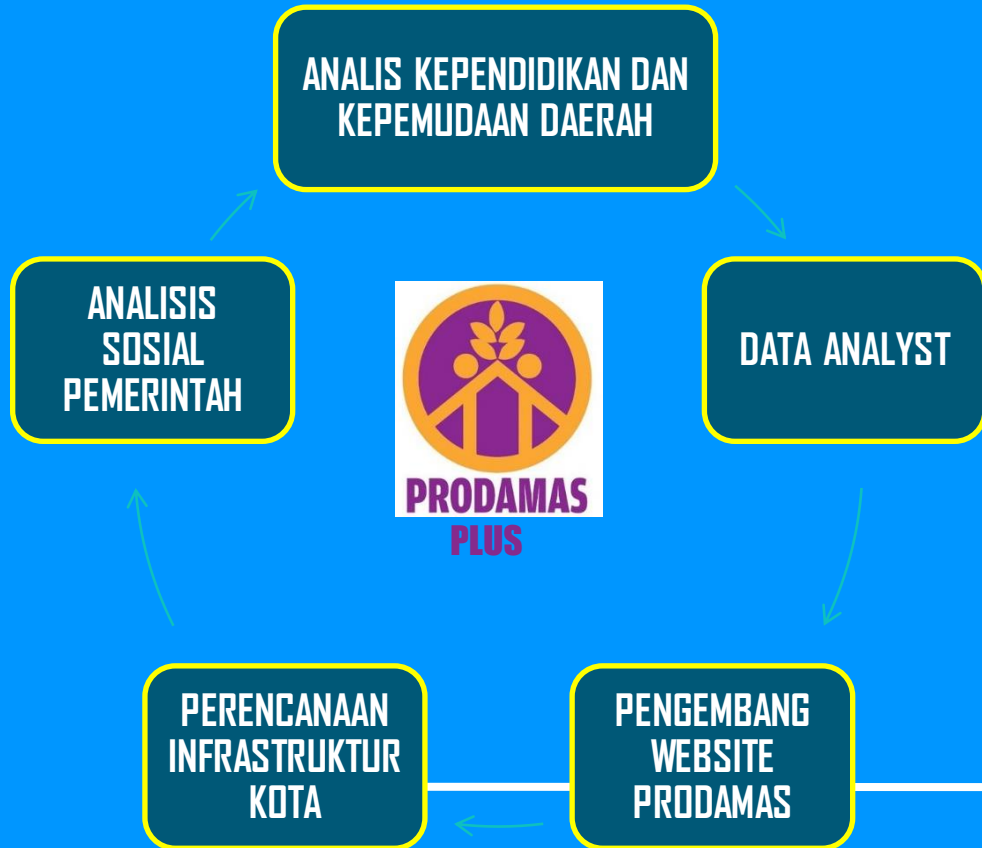 ANALIS KEPENDIDIKAN DAN
KEPEMUDAAN DAERAH
ANALISIS
SOSIAL
PEMERINTAH
DATA ANALYST
PRODAMAS
PLUS
PERENCANAAN
INFRASTRUKTUR
KOTA
PENGEMBANG
WEBSITE
PRODAMAS